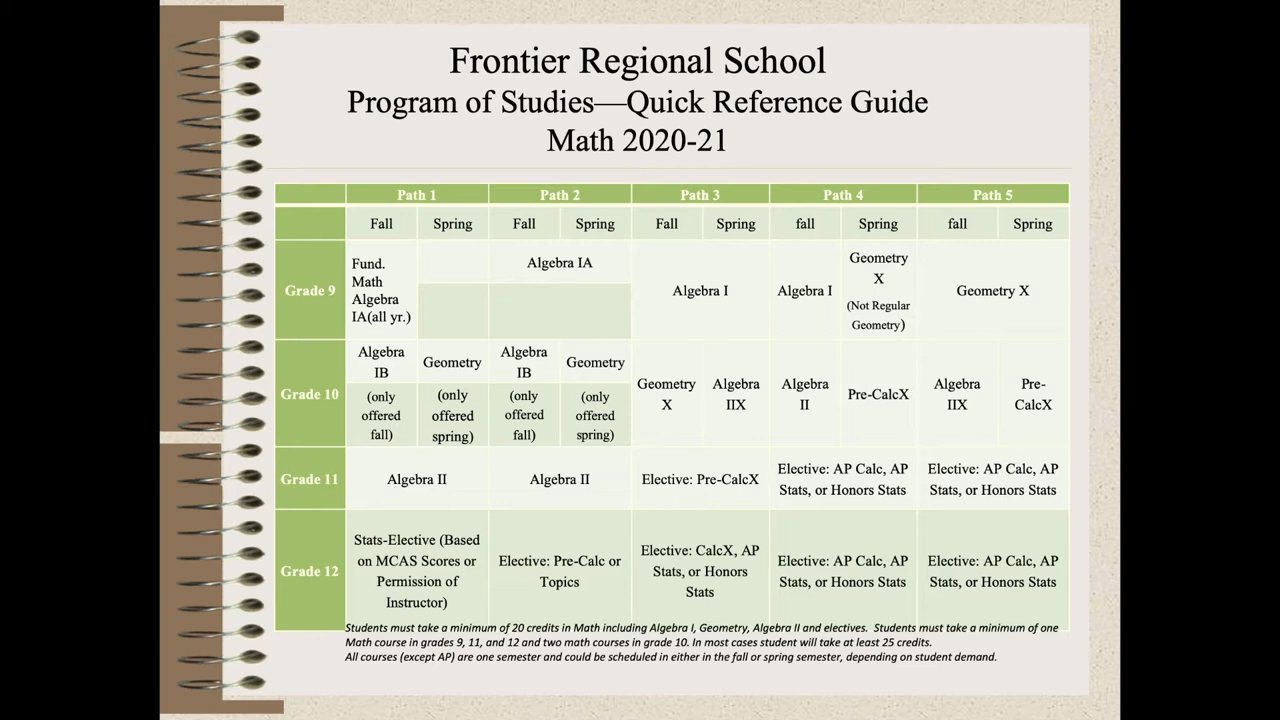 Frontier Regional School
Program of Studies—Quick Reference Guide
Math 2020-21
Path 1 Path 2 Path 3 Path 4 Path 5
Fall Spring Fall Spring Fall Spring fall Spring fall Spring
Grade 9
Fund.
Math
Algebra
IA(all yr.)
Algebra IA
Algebra I
Algebra I
Geometry
X
(Not Regular
Geometry)
Geometry X
Grade 10
Algebra
IB
(only
offered
fall)
Geometry
(only
offered
spring)
Algebra
IB
(only
offered
fall)
Geometry
(only
offered
spring)
Geometry
X
Algebra
IIX
Algebra
II
Pre-CalcX
Algebra
IIX
Pre-
CalcX
Grade 11
Algebra II
Algebra II
Elective: Pre-CalcX
Elective: AP Calc, AP
Stats, or Honors Stats
Elective: AP Calc, AP
Stats, or Honors Stats
Grade 12
Stats-Elective (Based
on MCAS Scores or
Permission of
Instructor)
Elective: Pre-Calc or
Topics
Elective: CalcX, AP
Stats, or Honors
Stats
Elective: AP Calc, AP
Stats, or Honors Stats
Elective: AP Calc, AP
Stats, or Honors Stats
Students must take a minimum of 20 credits in Math including Algebra I, Geometry, Algebra II and electives. Students must take a minimum of one
Math course in grades 9, 11, and 12 and two math courses in grade 10. In most cases student will take at least 25 credits.
All courses (except AP) are one semester and could be scheduled in either in the fall or spring semester, depending on student demand.